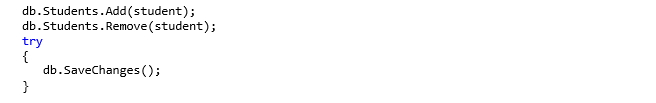 db.Students.Add(student);
db.Students.Remove(student);
try
{
db.SaveChanges();
}